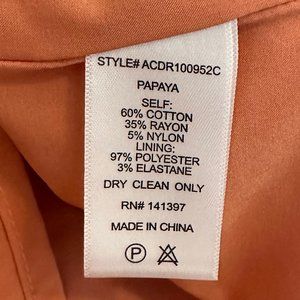 STYLE# ACDR100952C
PAPAYA
SELF:
60% COTTON
35% RAYON
5% NYLON
LINING:
97% POLYESTER
3% ELASTANE
DRY CLEAN ONLY
RN# 141397
MADE IN CHINA
P